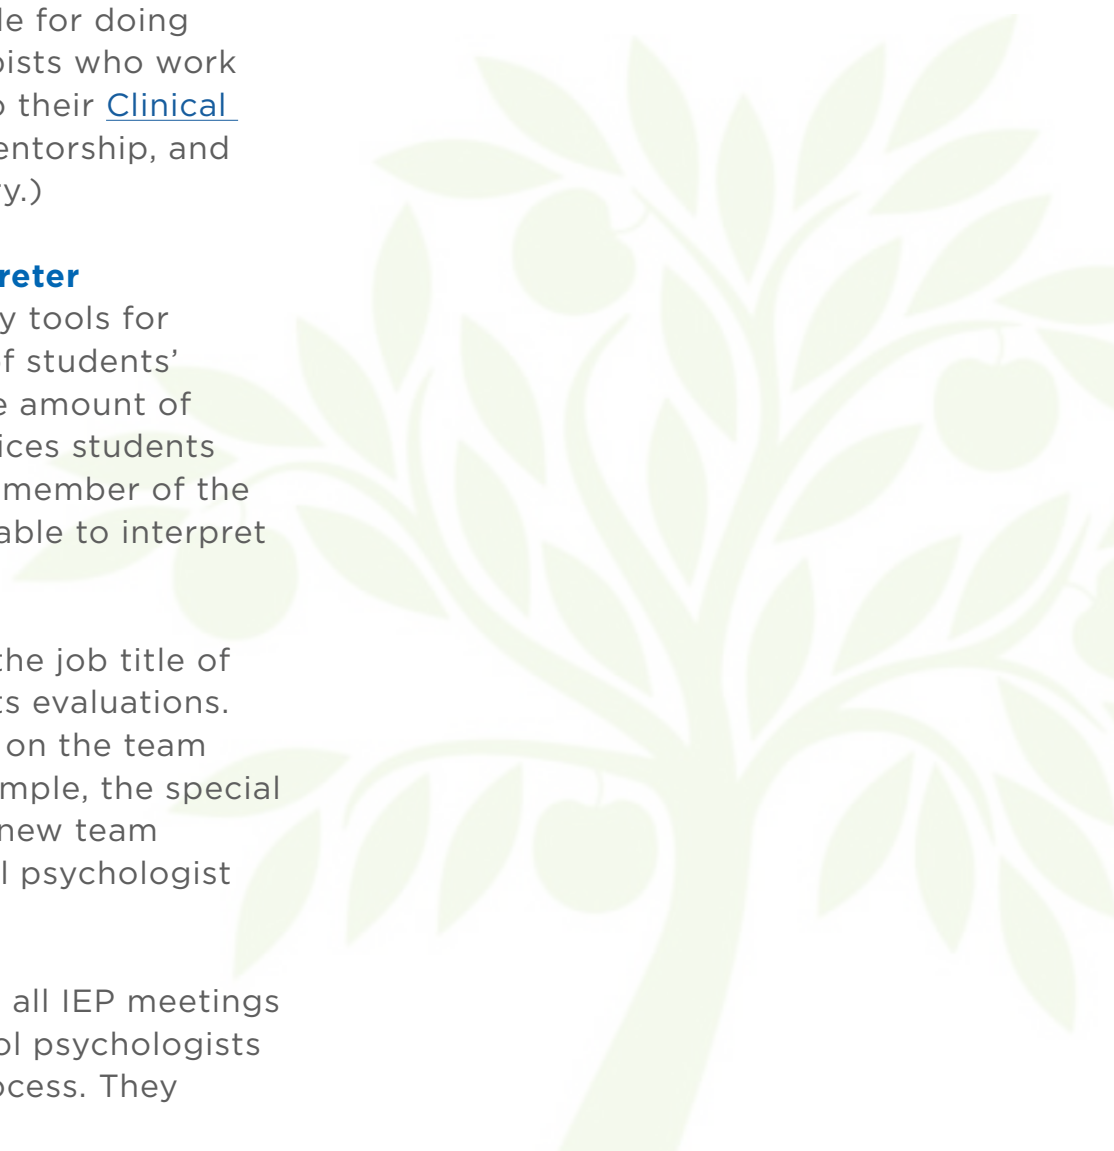 le for doing
pists who work
o their Clinical
entorship, and
ry.)
reter
y tools for
of students’
e amount of
ices students
member of the
able to interpret
the job title of
ts evaluations.
on the team
mple, the special
new team
l psychologist
all IEP meetings
ol psychologists
ocess. They